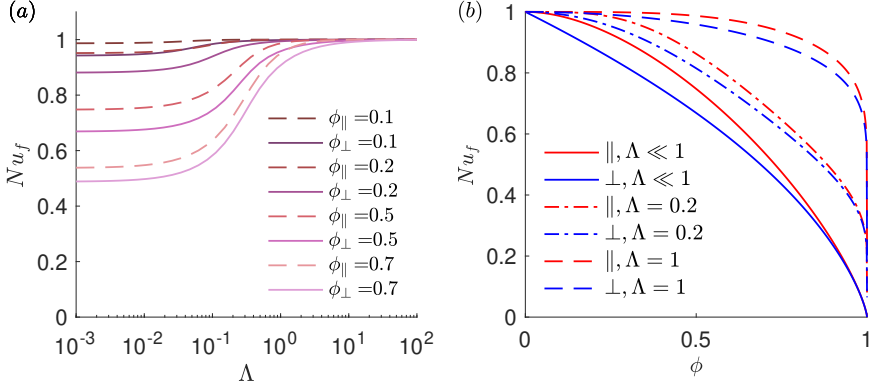 (a)
1
0.8
0.6
0.4
0.2
0
Nu_f
ϕ_∥ =0.1
ϕ_⊥ =0.1
ϕ_∥ =0.2
ϕ_⊥ =0.2
ϕ_∥ =0.5
ϕ_⊥ =0.5
ϕ_∥ =0.7
ϕ_⊥ =0.7
10^-3 10^-2 10^-1 10^0 10^1 10^2
Λ
(b)
1
0.8
0.6
0.4
0.2
0
Nu_f
∥, Λ ≪ 1
⊥, Λ ≪ 1
∥, Λ = 0.2
⊥, Λ = 0.2
∥, Λ = 1
⊥, Λ = 1
0 0.5 1
ϕ